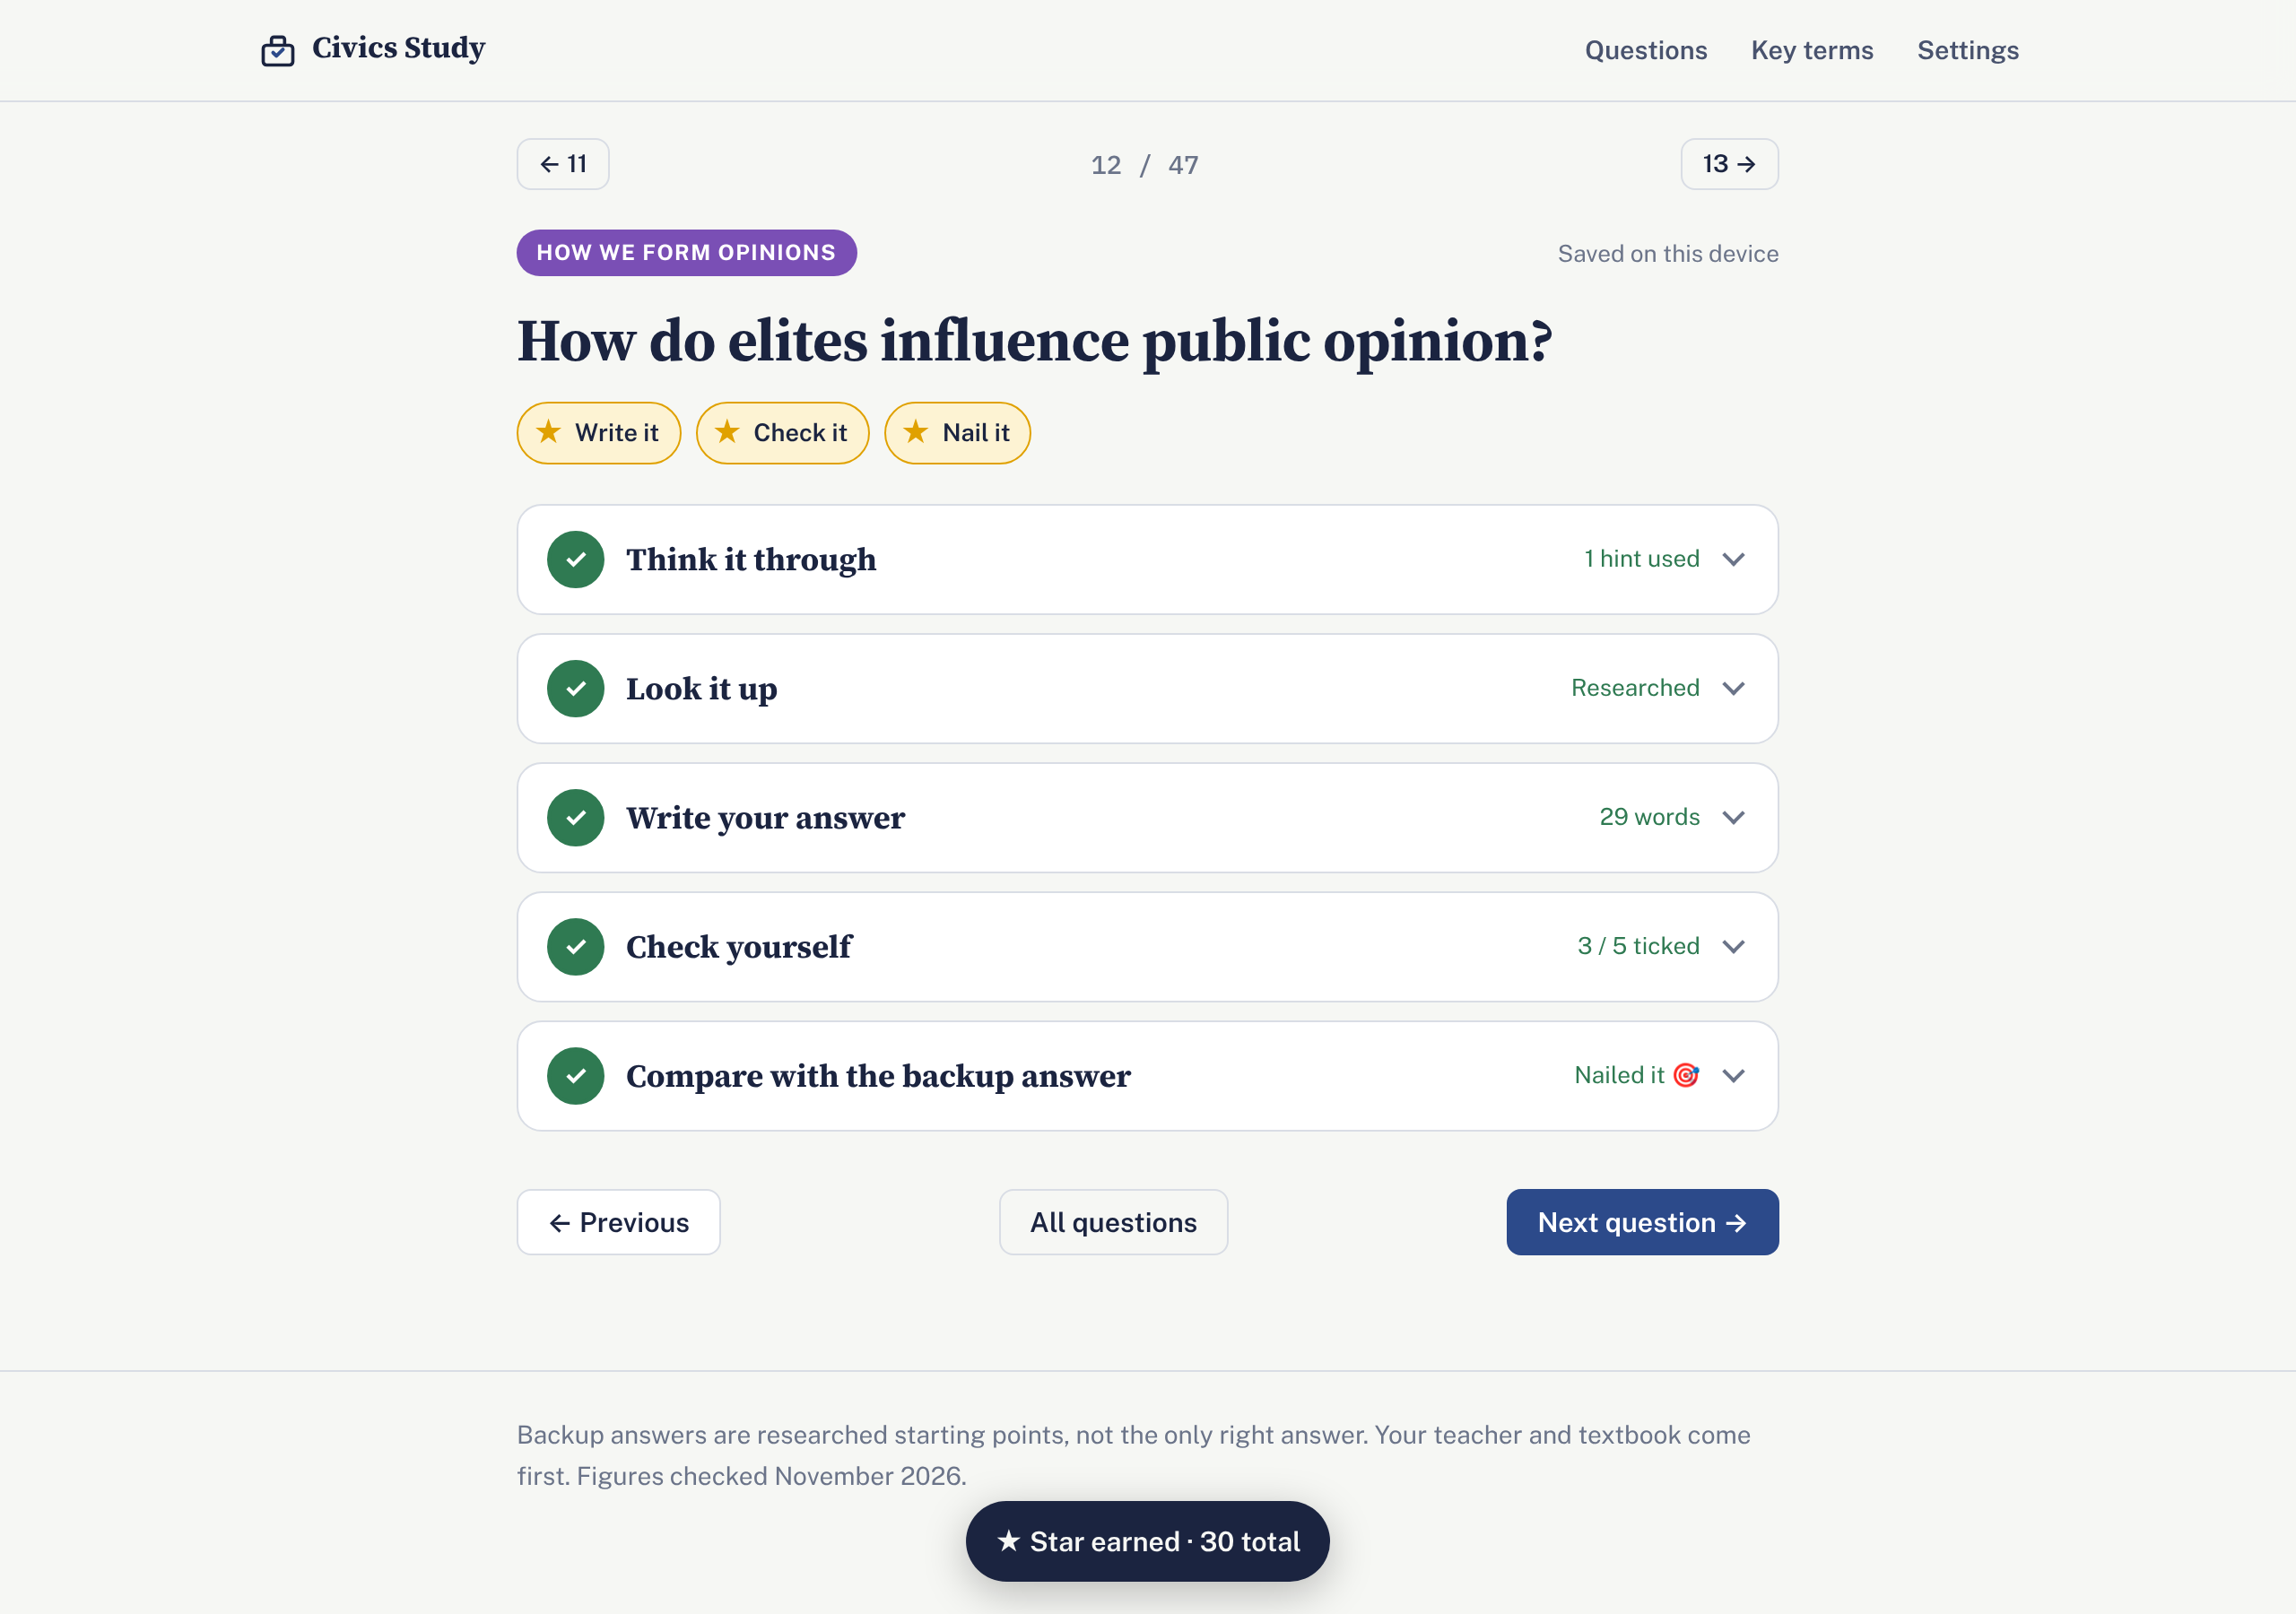 Civics Study
Questions Key terms Settings
← 11
12 / 47
13 →
HOW WE FORM OPINIONS
Saved on this device
How do elites influence public opinion?
★ Write it
★ Check it
★ Nail it
Think it through
1 hint used
Look it up
Researched
Write your answer
29 words
Check yourself
3 / 5 ticked
Compare with the backup answer
Nailed it 🎯
← Previous
All questions
Next question →
Backup answers are researched starting points, not the only right answer. Your teacher and textbook come
first. Figures checked November 2026.
★ Star earned · 30 total